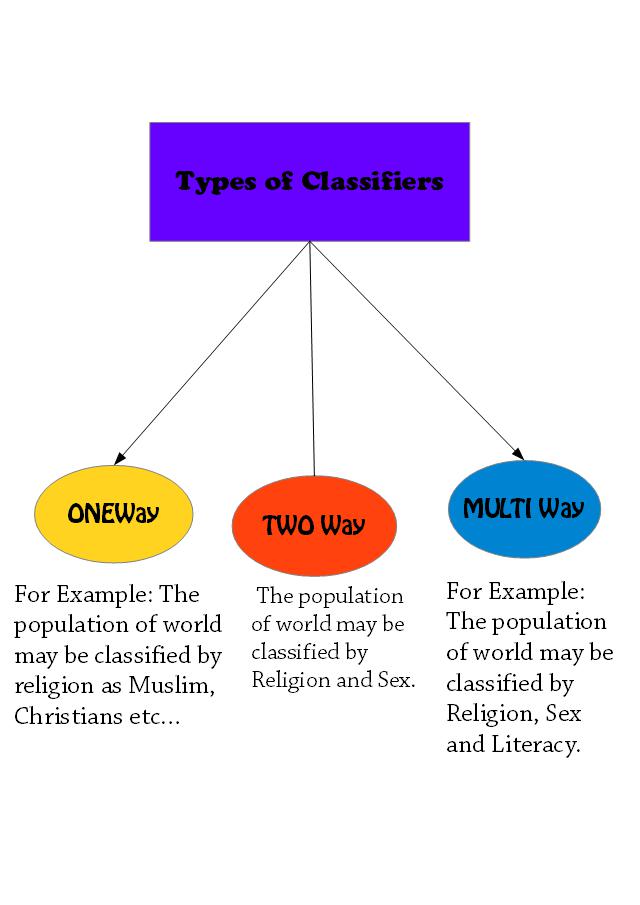 Types of Classifiers
ONEWay
TWO Way
MULTI Way
For Example: The
population of world
may be classified by
religion as Muslim,
Christians etc...
The population
of world may be
classified by
Religion and Sex.
For Example:
The population
of world may be
classified by
Religion, Sex
and Literacy.